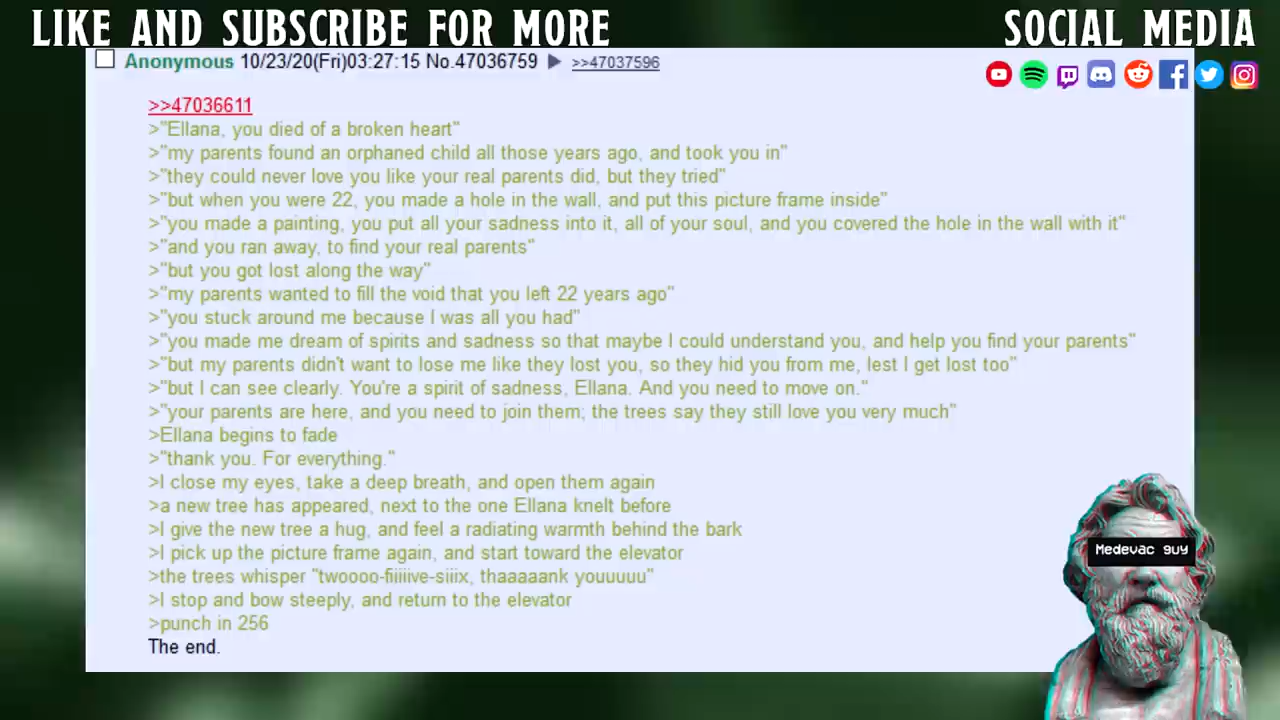 LIKE AND SUBSCRIBE FOR MORE
SOCIAL MEDIA
Anonymous 10/23/20(Fri)03:27:15 No.47036759 ▶ >>47037596
>>47036611
>"Ellana, you died of a broken heart"
>"my parents found an orphaned child all those years ago, and took you in"
>"they could never love you like your real parents did, but they tried"
>"but when you were 22, you made a hole in the wall, and put this picture frame inside"
>"you made a painting, you put all your sadness into it, all of your soul, and you covered the hole in the wall with it"
>"and you ran away, to find your real parents"
>"but you got lost along the way"
>"my parents wanted to fill the void that you left 22 years ago"
>"you stuck around me because I was all you had"
>"you made me dream of spirits and sadness so that maybe I could understand you, and help you find your parents"
>"but my parents didn't want to lose me like they lost you, so they hid you from me, lest I get lost too"
>"but I can see clearly. You're a spirit of sadness, Ellana. And you need to move on."
>"your parents are here, and you need to join them; the trees say they still love you very much"
>Ellana begins to fade
>"thank you. For everything."
>I close my eyes, take a deep breath, and open them again
>a new tree has appeared, next to the one Ellana knelt before
>I give the new tree a hug, and feel a radiating warmth behind the bark
>I pick up the picture frame again, and start toward the elevator
>the trees whisper "twoooo-fiiiiive-siiix, thaaaaank youuuuu"
>I stop and bow steeply, and return to the elevator
>punch in 256
The end.
Medevac guy